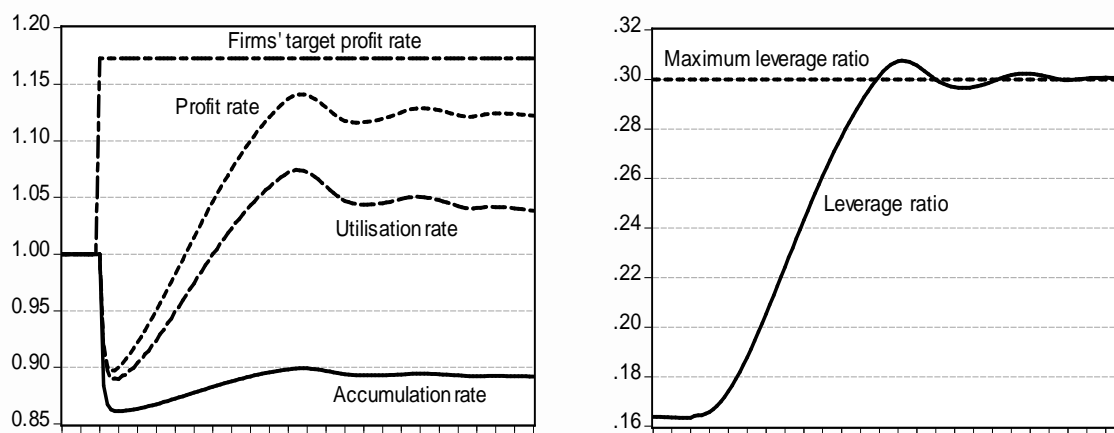 1.20
Firms' target profit rate
1.15
Profit rate
1.10
1.05
Utilisation rate
1.00
0.95
0.90
Accumulation rate
0.85
.32
Maximum leverage ratio
.30
.28
.26
Leverage ratio
.24
.22
.20
.18
.16